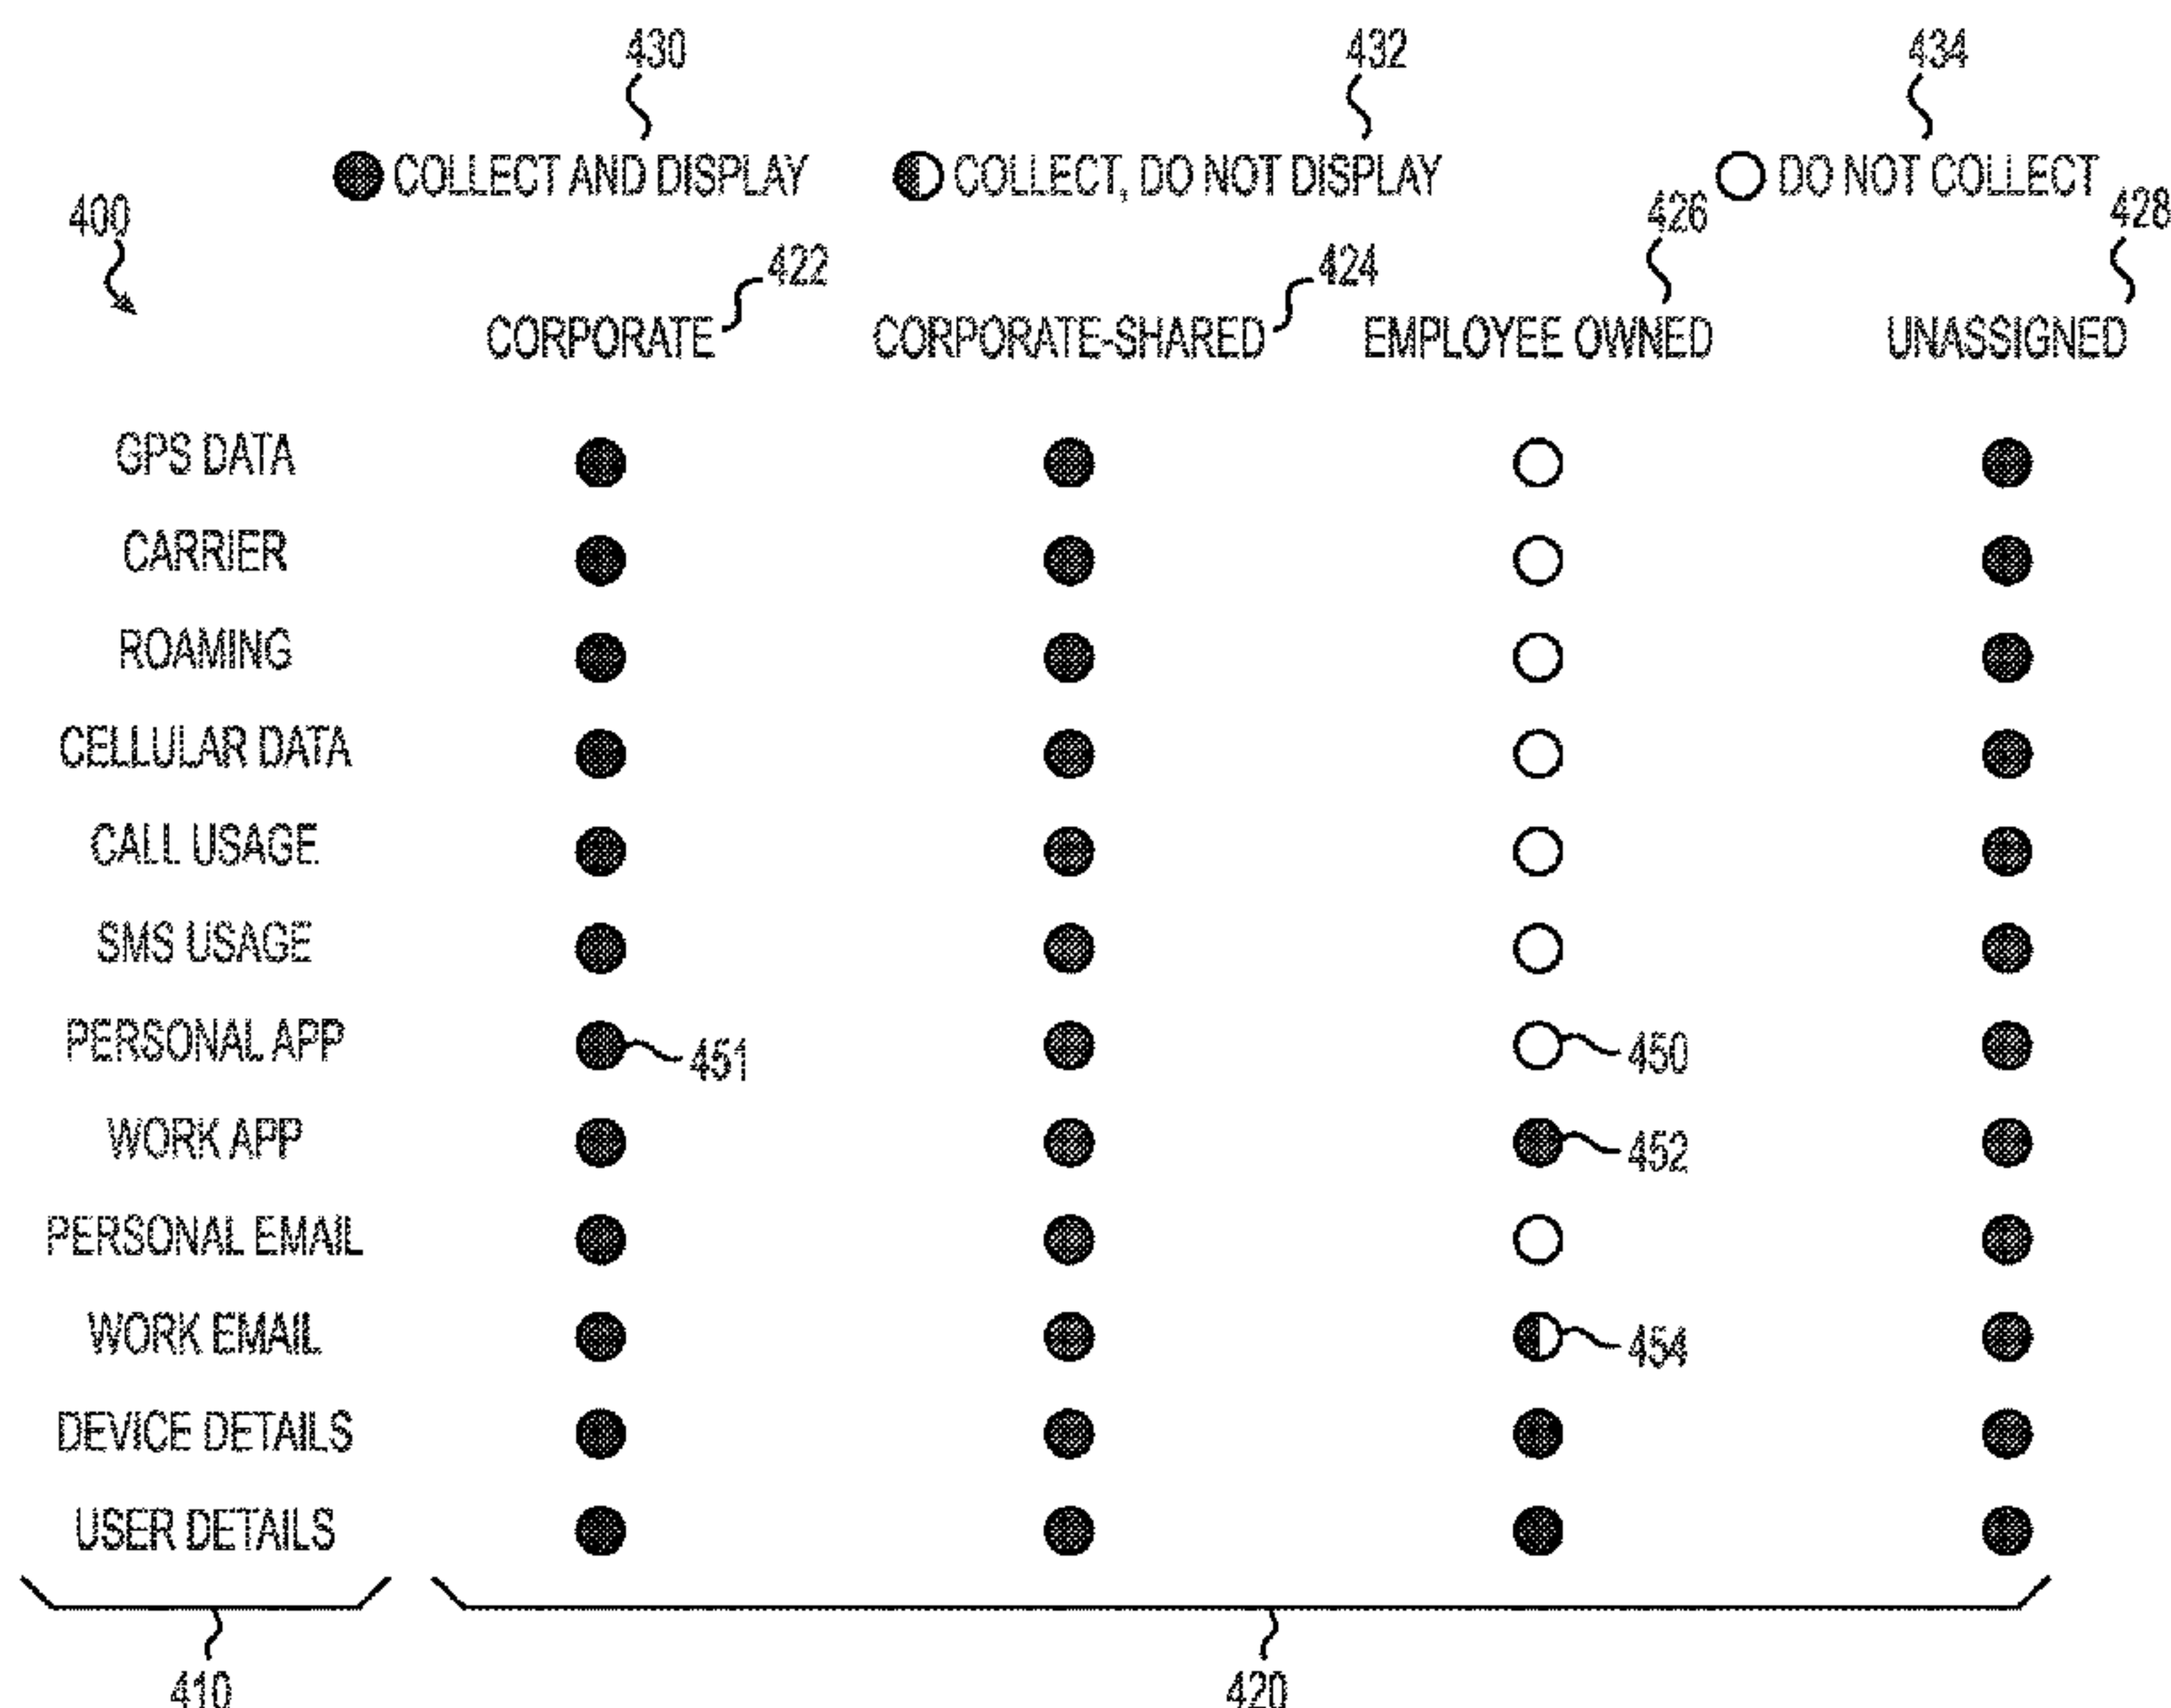 430 432 434
COLLECT AND DISPLAY COLLECT, DO NOT DISPLAY DO NOT COLLECT
400 422 424 426 428
CORPORATE CORPORATE-SHARED EMPLOYEE OWNED UNASSIGNED
GPS DATA
CARRIER
ROAMING
CELLULAR DATA
CALL USAGE
SMS USAGE
PERSONAL APP 451 450
WORK APP 452
PERSONAL EMAIL
WORK EMAIL 454
DEVICE DETAILS
USER DETAILS
410 420